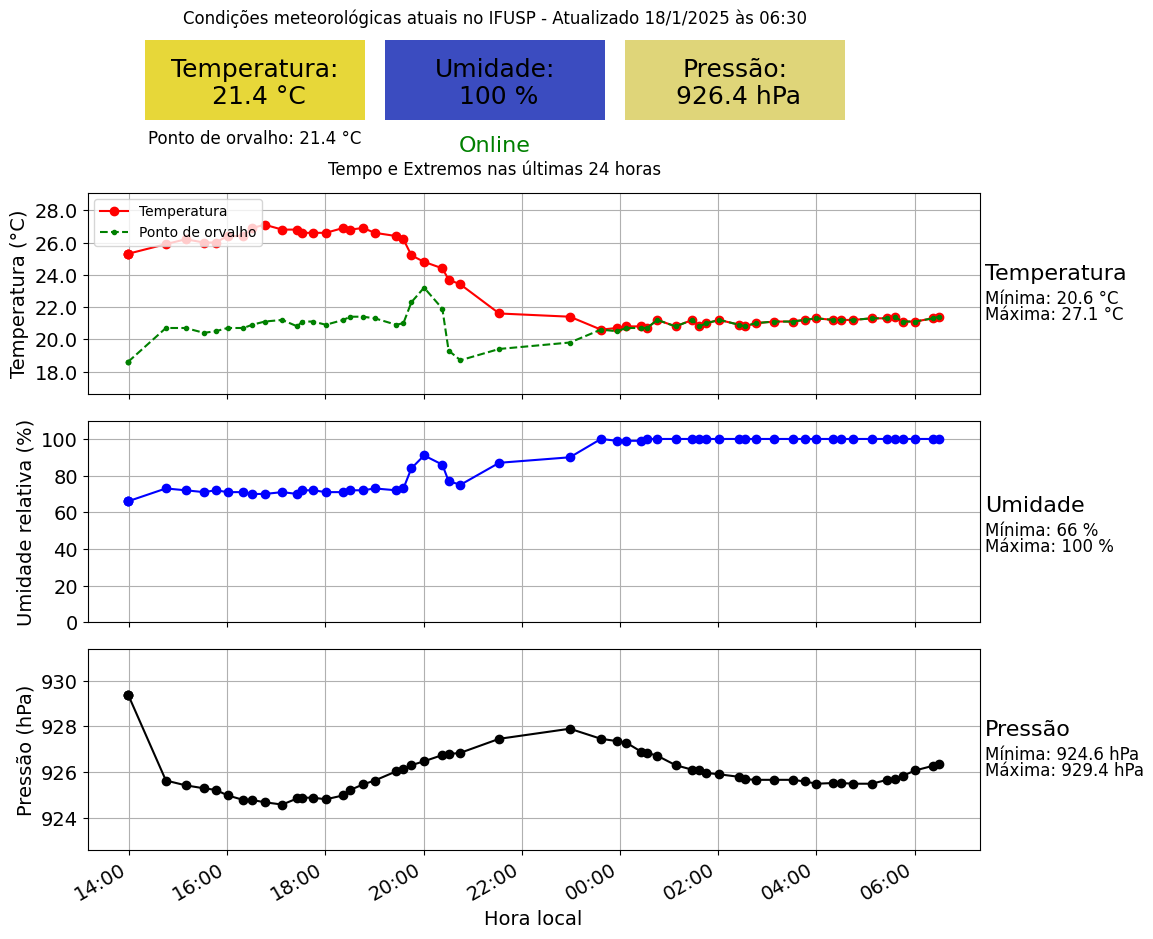 Condições meteorológicas atuais no IFUSP - Atualizado 18/1/2025 às 06:30
Temperatura:
21.4 °C
Umidade:
100 %
Pressão:
926.4 hPa
Ponto de orvalho: 21.4 °C
Online
Tempo e Extremos nas últimas 24 horas
Temperatura (°C)
28.0
26.0
24.0
22.0
20.0
18.0
Temperatura
Ponto de orvalho
Temperatura
Mínima: 20.6 °C
Máxima: 27.1 °C
Umidade relativa (%)
100
80
60
40
20
0
Umidade
Mínima: 66 %
Máxima: 100 %
Pressão (hPa)
930
928
926
924
Pressão
Mínima: 924.6 hPa
Máxima: 929.4 hPa
14:00 16:00 18:00 20:00 22:00 00:00 02:00 04:00 06:00
Hora local